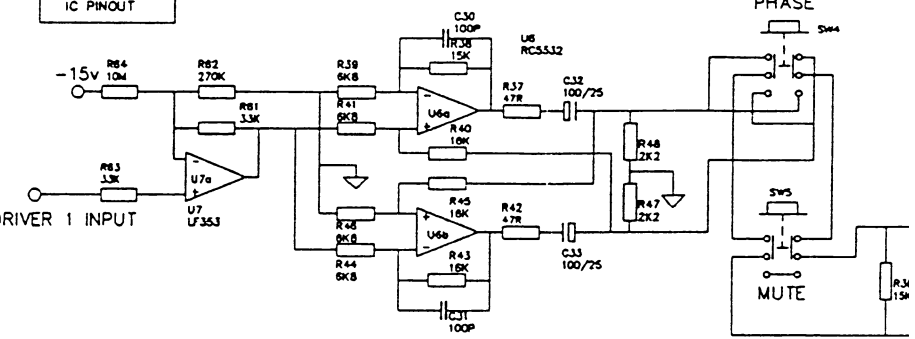 IC PINOUT
PHASE
SW4
C30
100P
R38
15K
U6
RC5532
-15v
R64
10M
R62
270K
R39
6K8
R37
47R
C32
100/25
R61
33K
R41
6K8
U6a
R40
16K
R48
2K2
R63
33K
U7a
U7
LF353
DRIVER 1 INPUT
R45
16K
R47
2K2
SW5
R46
6K8
U6b
R42
47R
R44
6K8
R43
16K
C33
100/25
C31
100P
MUTE
R36
15K